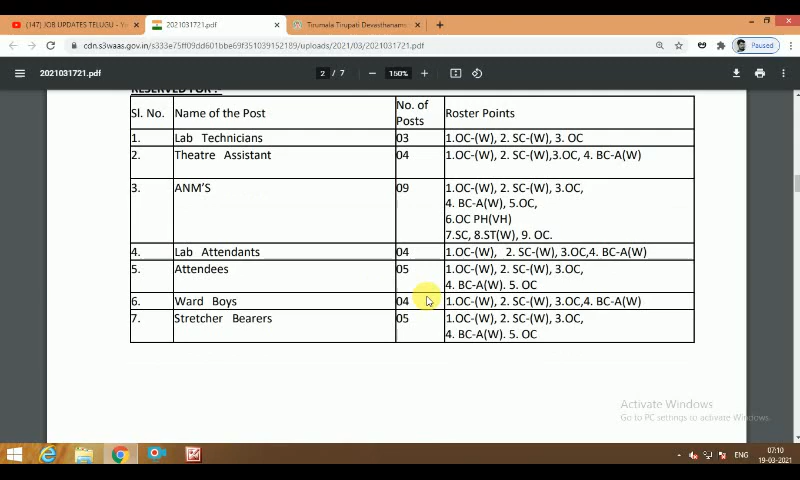 (147) JOB UPDATES TELUGU - Yo
2021031721.pdf
Tirumala Tirupati Devasthanams
cdn.s3waas.gov.in/s333e75ff09dd601bbe69f351039152189/uploads/2021/03/2021031721.pdf
Paused
2021031721.pdf
2 / 7
150%
RESERVED FOR :
Sl. No. Name of the Post No. of Posts Roster Points
1. Lab Technicians 03 1.OC-(W), 2. SC-(W), 3. OC
2. Theatre Assistant 04 1.OC-(W), 2. SC-(W),3.OC, 4. BC-A(W)
3. ANM'S 09 1.OC-(W), 2. SC-(W), 3.OC,
4. BC-A(W), 5.OC,
6.OC PH(VH)
7.SC, 8.ST(W), 9. OC.
4. Lab Attendants 04 1.OC-(W), 2. SC-(W), 3.OC,4. BC-A(W)
5. Attendees 05 1.OC-(W), 2. SC-(W), 3.OC,
4. BC-A(W). 5. OC
6. Ward Boys 04 1.OC-(W), 2. SC-(W), 3.OC,4. BC-A(W)
7. Stretcher Bearers 05 1.OC-(W), 2. SC-(W), 3.OC,
4. BC-A(W). 5. OC
Activate Windows
Go to PC settings to activate Windows.
ENG
07:10
19-03-2021